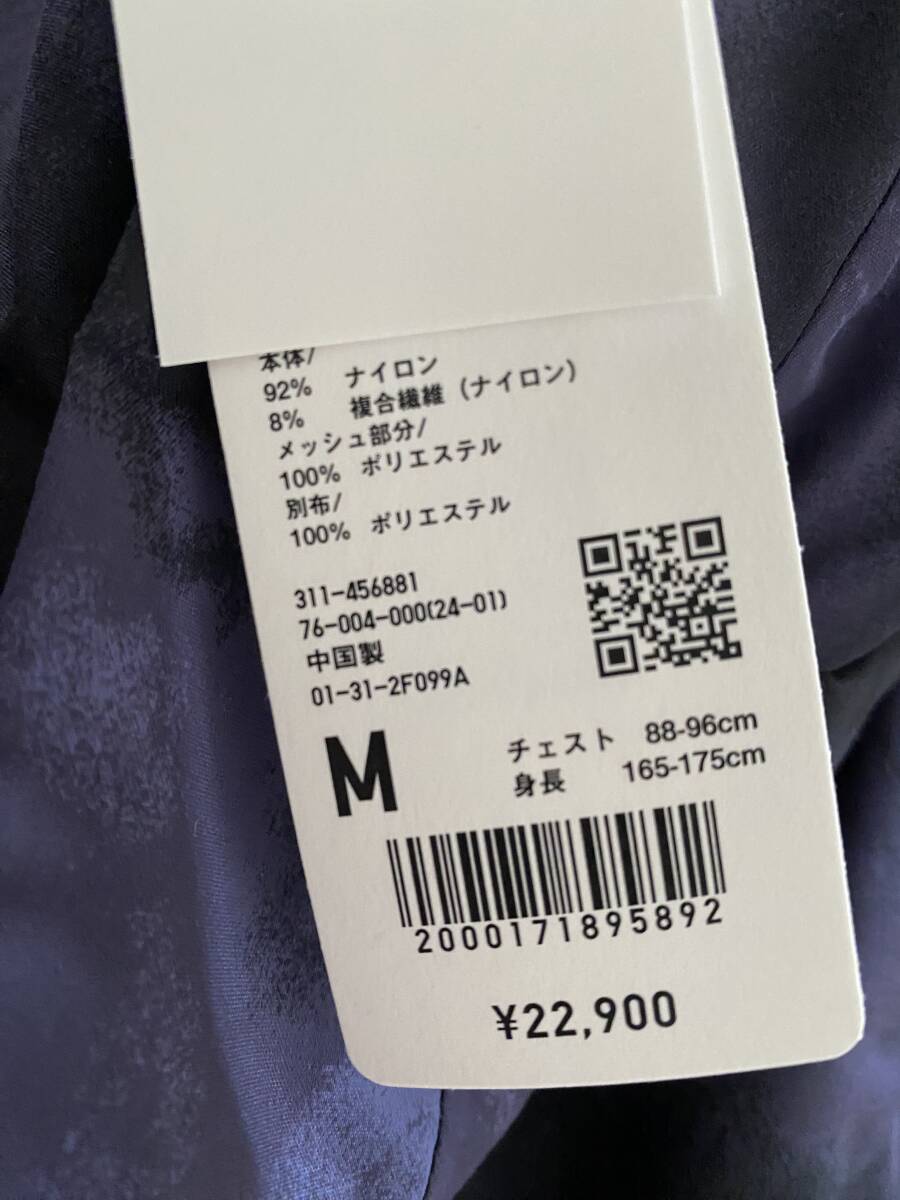 本体/
92% ナイロン
8% 複合繊維（ナイロン）
メッシュ部分/
100% ポリエステル
別布/
100% ポリエステル
311-456881
76-004-000(24-01)
中国製
01-31-2F099A
M
チェスト 88-96cm
身長 165-175cm
2000171895892
¥22,900